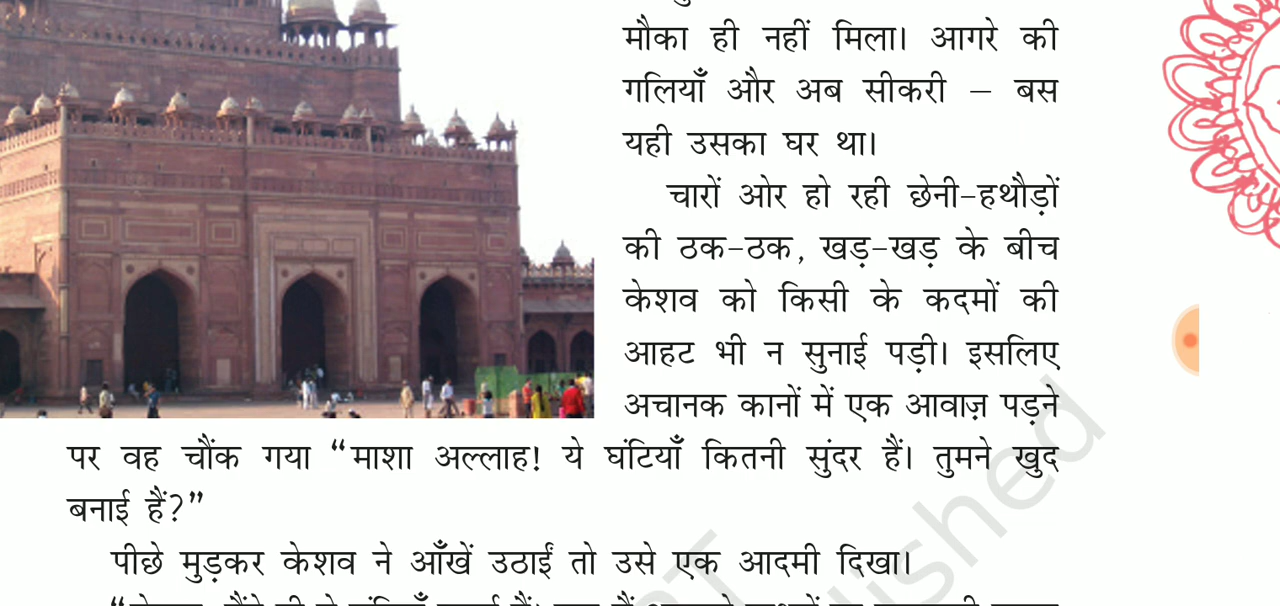 मौका ही नहीं मिला। आगरे की
गलियाँ और अब सीकरी – बस
यही उसका घर था।
चारों ओर हो रही छेनी-हथौड़ों
की ठक-ठक, खड़-खड़ के बीच
केशव को किसी के कदमों की
आहट भी न सुनाई पड़ी। इसलिए
अचानक कानों में एक आवाज़ पड़ने
पर वह चौंक गया “माशा अल्लाह! ये घंटियाँ कितनी सुंदर हैं। तुमने खुद
बनाई हैं?”
पीछे मुड़कर केशव ने आँखें उठाईं तो उसे एक आदमी दिखा।